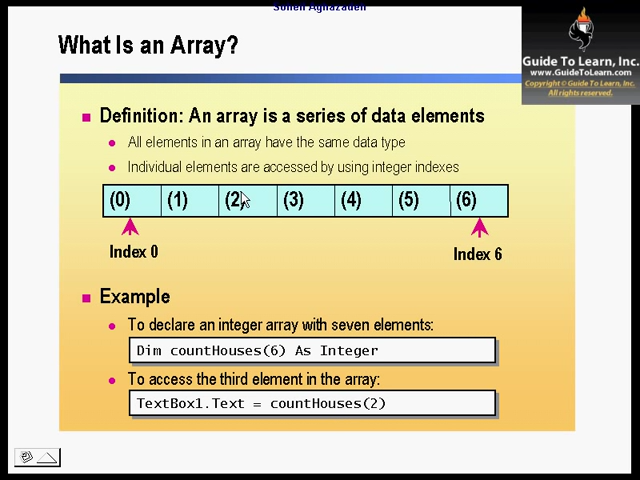 Soheil Aghazadeh
What Is an Array?
Guide To Learn, Inc.
www.GuideToLearn.com
Copyright © Guide To Learn, Inc.
All rights reserved.
Definition: An array is a series of data elements
All elements in an array have the same data type
Individual elements are accessed by using integer indexes
(0) (1) (2) (3) (4) (5) (6)
Index 0 Index 6
Example
To declare an integer array with seven elements:
Dim countHouses(6) As Integer
To access the third element in the array:
TextBox1.Text = countHouses(2)